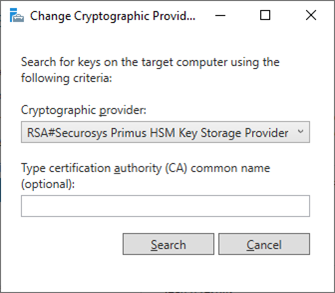 Change Cryptographic Provid...
Search for keys on the target computer using the
following criteria:
Cryptographic provider:
RSA#Securosys Primus HSM Key Storage Provider
Type certification authority (CA) common name
(optional):
Search Cancel